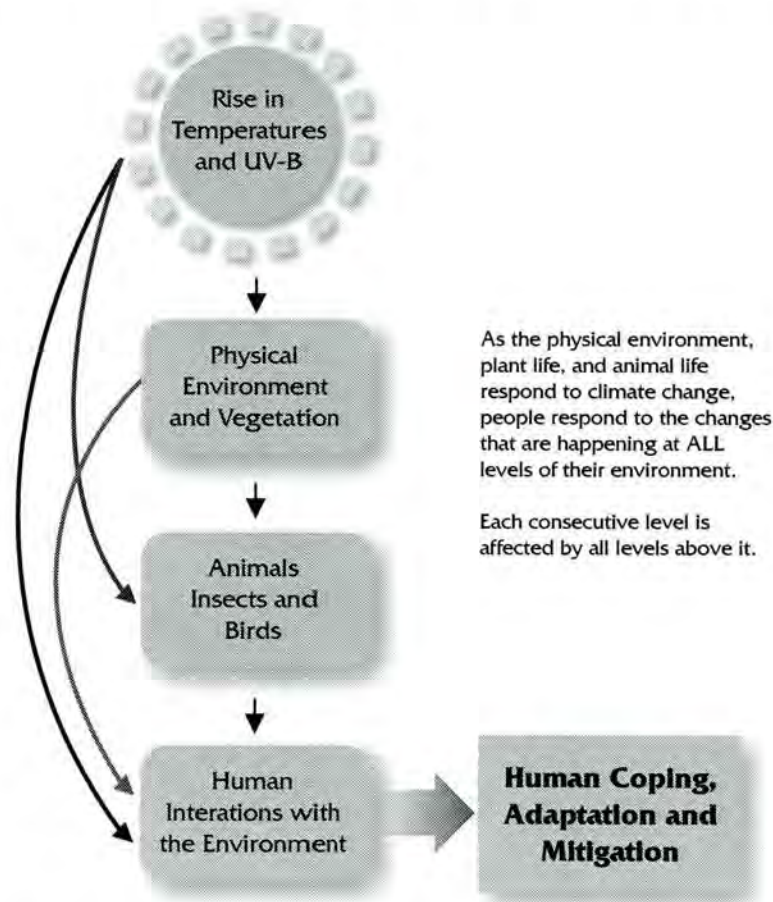 Rise in
Temperatures
and UV-B
Physical
Environment
and Vegetation
As the physical environment,
plant life, and animal life
respond to climate change,
people respond to the changes
that are happening at ALL
levels of their environment.
Each consecutive level is
affected by all levels above it.
Animals
Insects and
Birds
Human
Interations with
the Environment
Human Coping,
Adaptation and
Mitigation